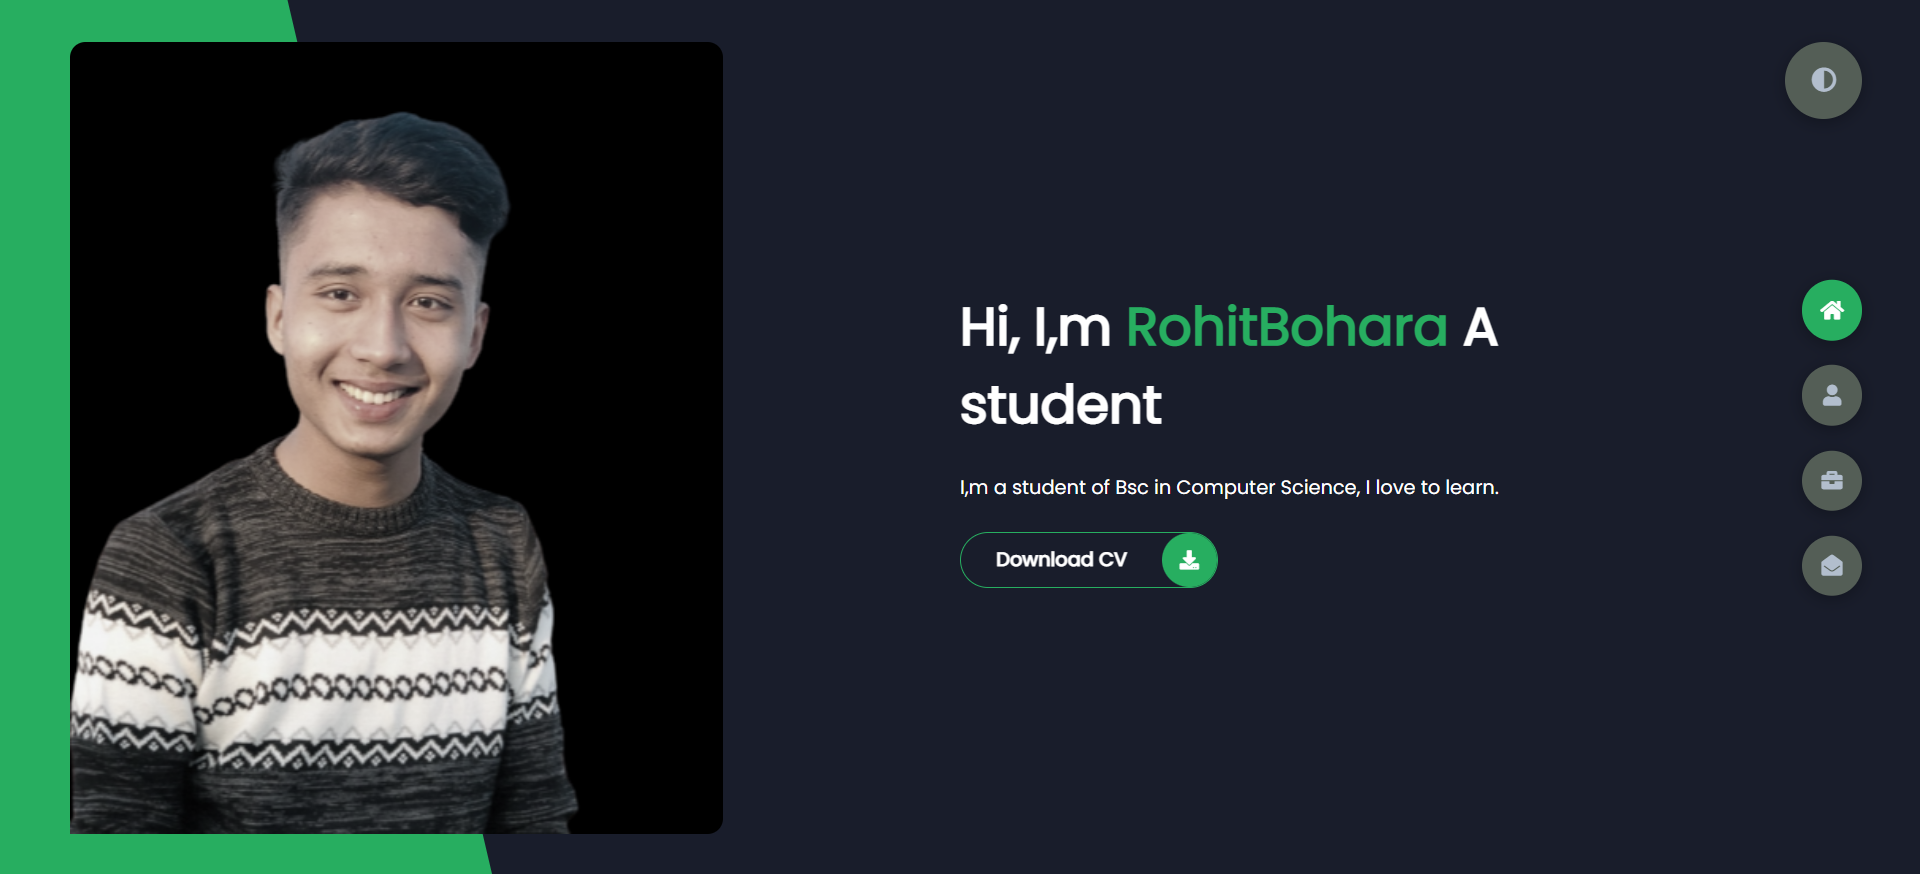 Hi, I,m RohitBohara A
student
I,m a student of Bsc in Computer Science, I love to learn.
Download CV